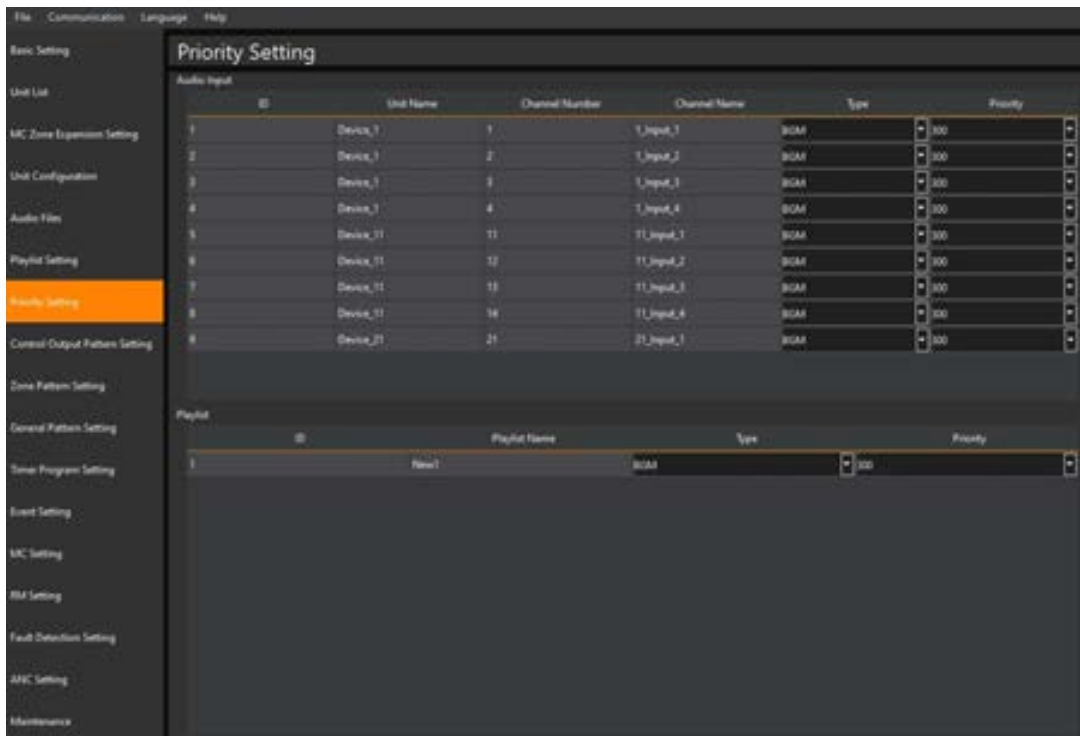 File Communication Language Help
Basic Setting
Unit List
MC Zone Expansion Setting
Unit Configuration
Audio Files
Playlist Setting
Priority Setting
Control Output Pattern Setting
Zone Pattern Setting
General Pattern Setting
Timer Program Setting
Event Setting
MC Setting
RM Setting
Fault Detection Setting
ANC Setting
Maintenance
Priority Setting
Audio Input
ID Unit Name Channel Number Channel Name Type Priority
1 Device_1 1 1_Input_1 BGM 300
2 Device_1 2 1_Input_2 BGM 300
3 Device_1 3 1_Input_3 BGM 300
4 Device_1 4 1_Input_4 BGM 300
5 Device_11 11 11_Input_1 BGM 300
6 Device_11 12 11_Input_2 BGM 300
7 Device_11 13 11_Input_3 BGM 300
8 Device_11 14 11_Input_4 BGM 300
9 Device_21 21 21_Input_1 BGM 300
Playlist
ID Playlist Name Type Priority
1 New1 BGM 300